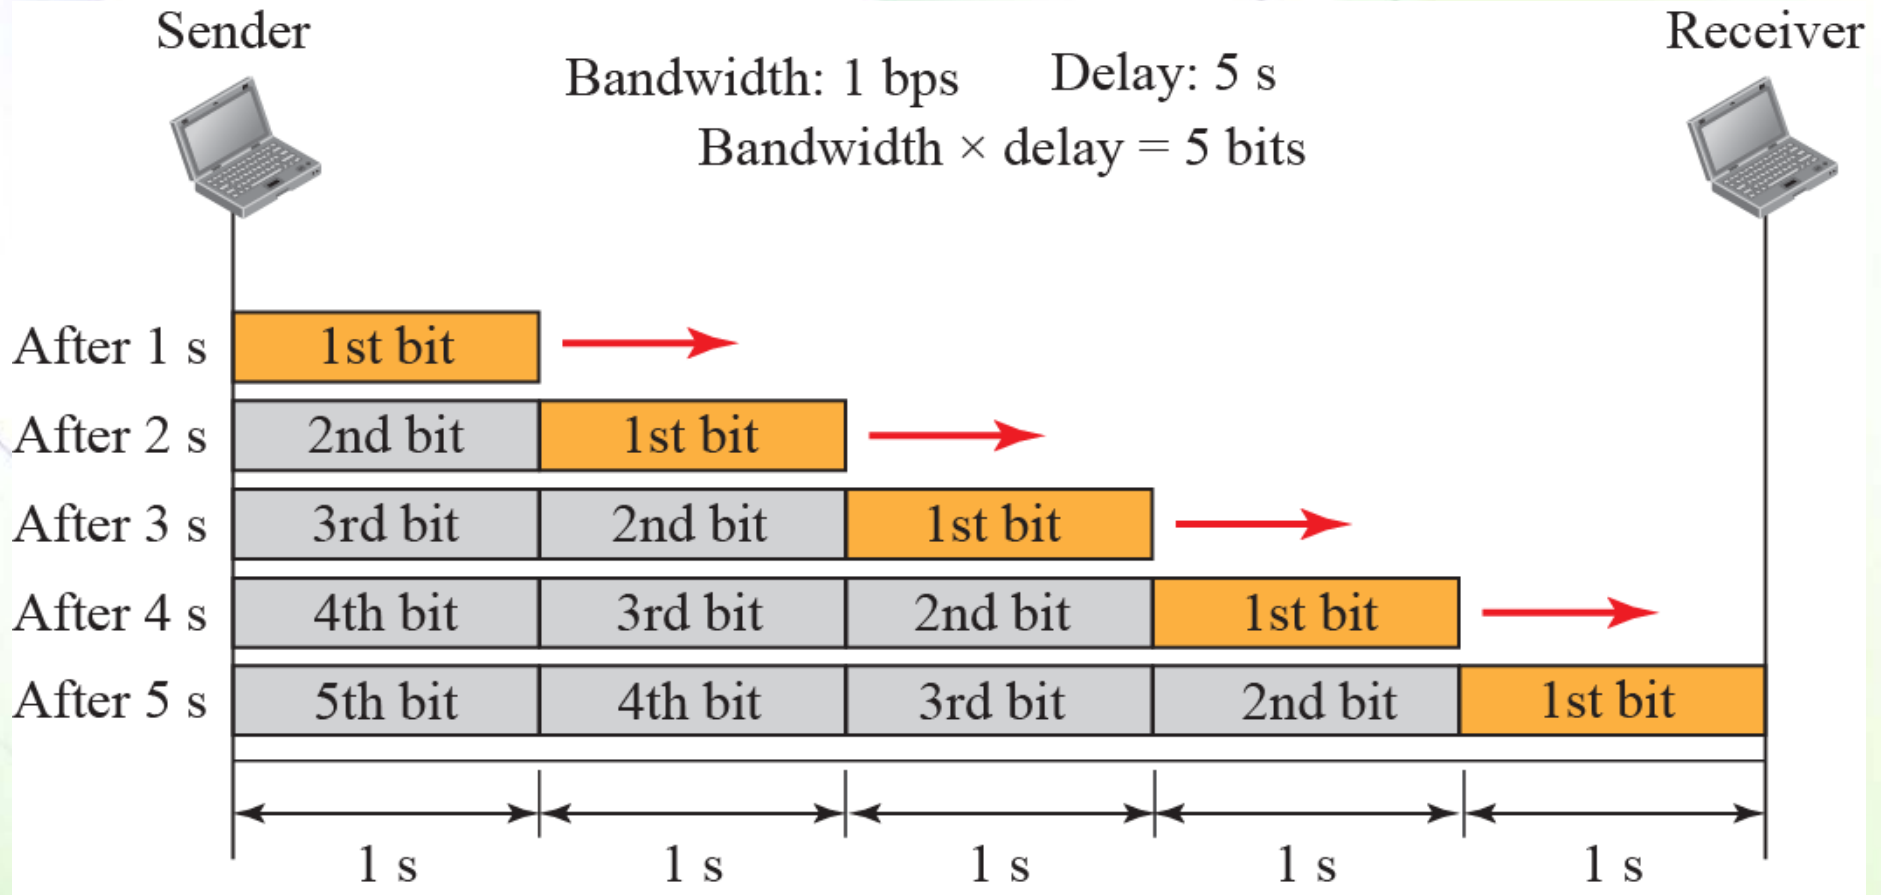 Sender
Receiver
Bandwidth: 1 bps Delay: 5 s
Bandwidth × delay = 5 bits
After 1 s 1st bit
After 2 s 2nd bit 1st bit
After 3 s 3rd bit 2nd bit 1st bit
After 4 s 4th bit 3rd bit 2nd bit 1st bit
After 5 s 5th bit 4th bit 3rd bit 2nd bit 1st bit
1 s 1 s 1 s 1 s 1 s